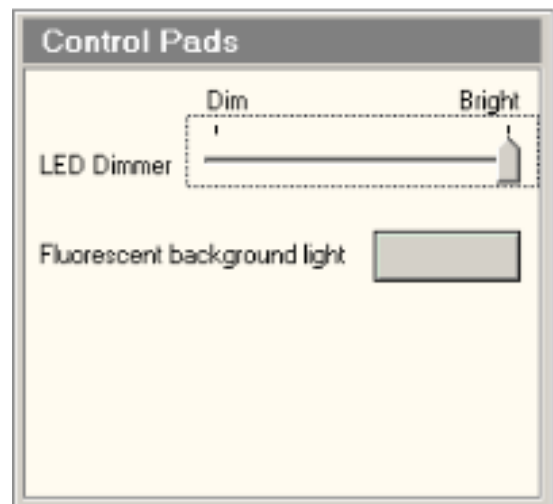 Control Pads
Dim Bright
LED Dimmer
Fluorescent background light